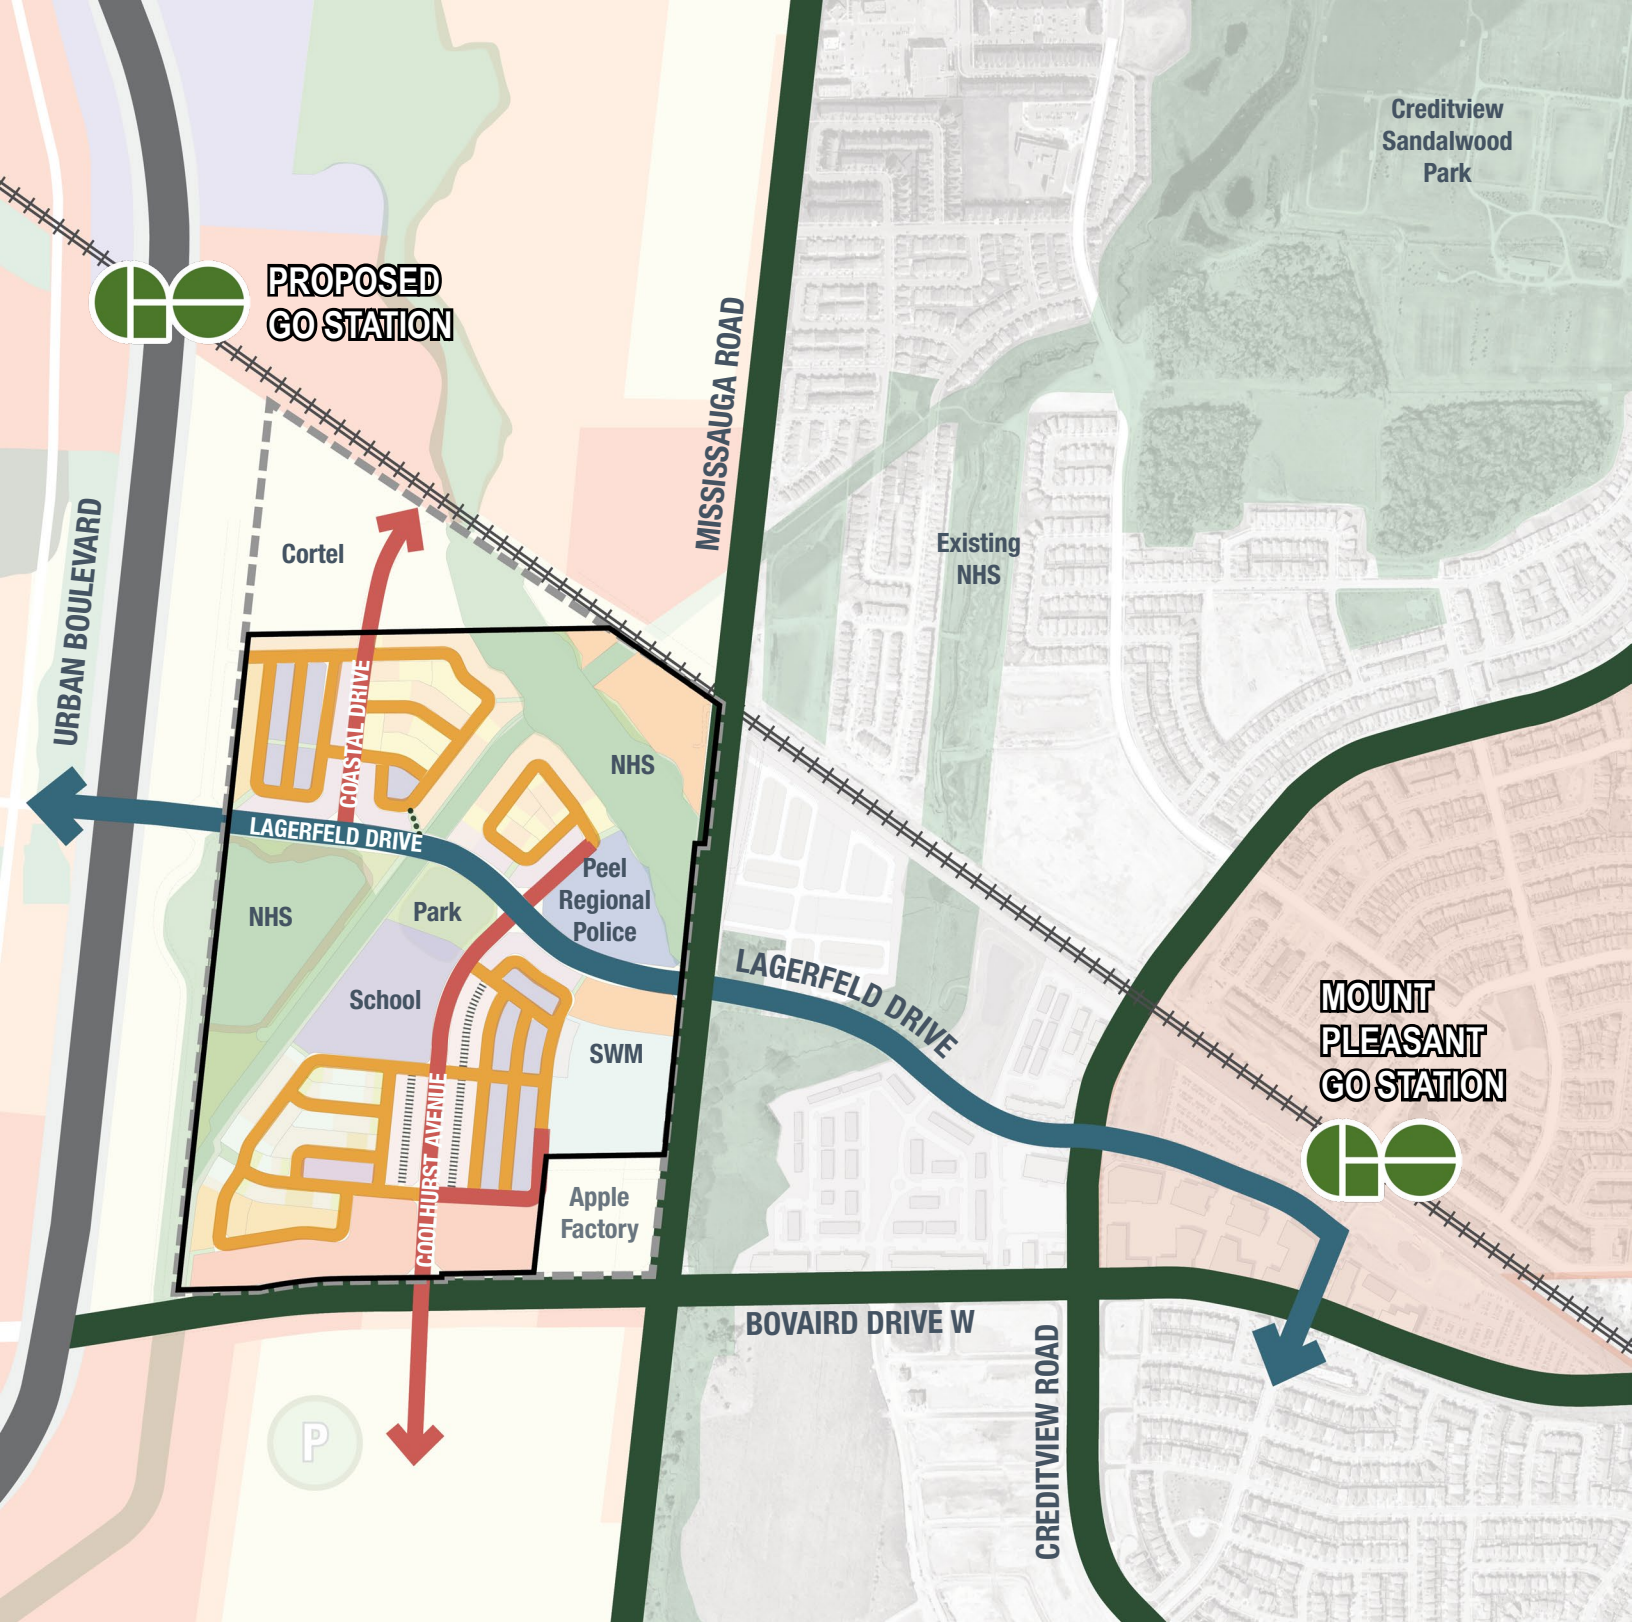 Creditview
Sandalwood
Park
GO
PROPOSED
GO STATION
MISSISSAUGA ROAD
URBAN BOULEVARD
Cortel
Existing
NHS
COASTAL DRIVE
NHS
LAGERFELD DRIVE
Peel
Regional
Police
Park
NHS
LAGERFELD DRIVE
School
SWM
MOUNT
PLEASANT
GO STATION
GO
COOLHURST AVENUE
Apple
Factory
BOVAIRD DRIVE W
CREDITVIEW ROAD
P